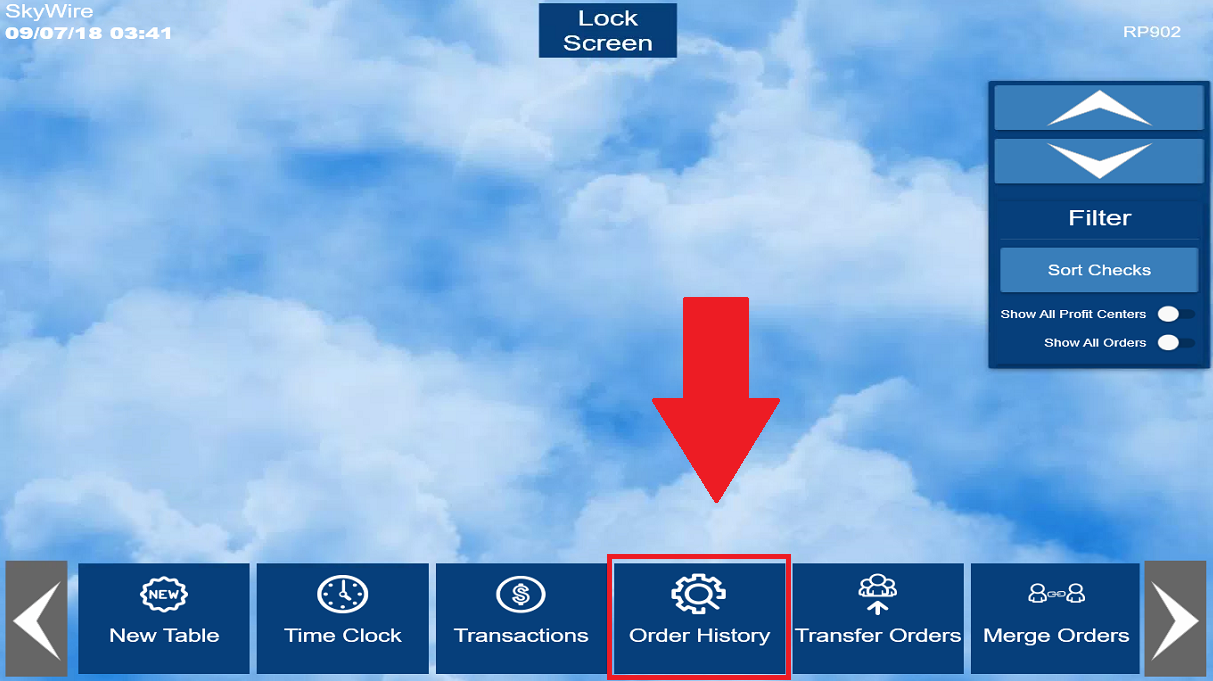 SkyWire
09/07/18 03:41
Lock
Screen
RP902
Filter
Sort Checks
Show All Profit Centers
Show All Orders
NEW
New Table
Time Clock
$
Transactions
Order History
Transfer Orders
Merge Orders